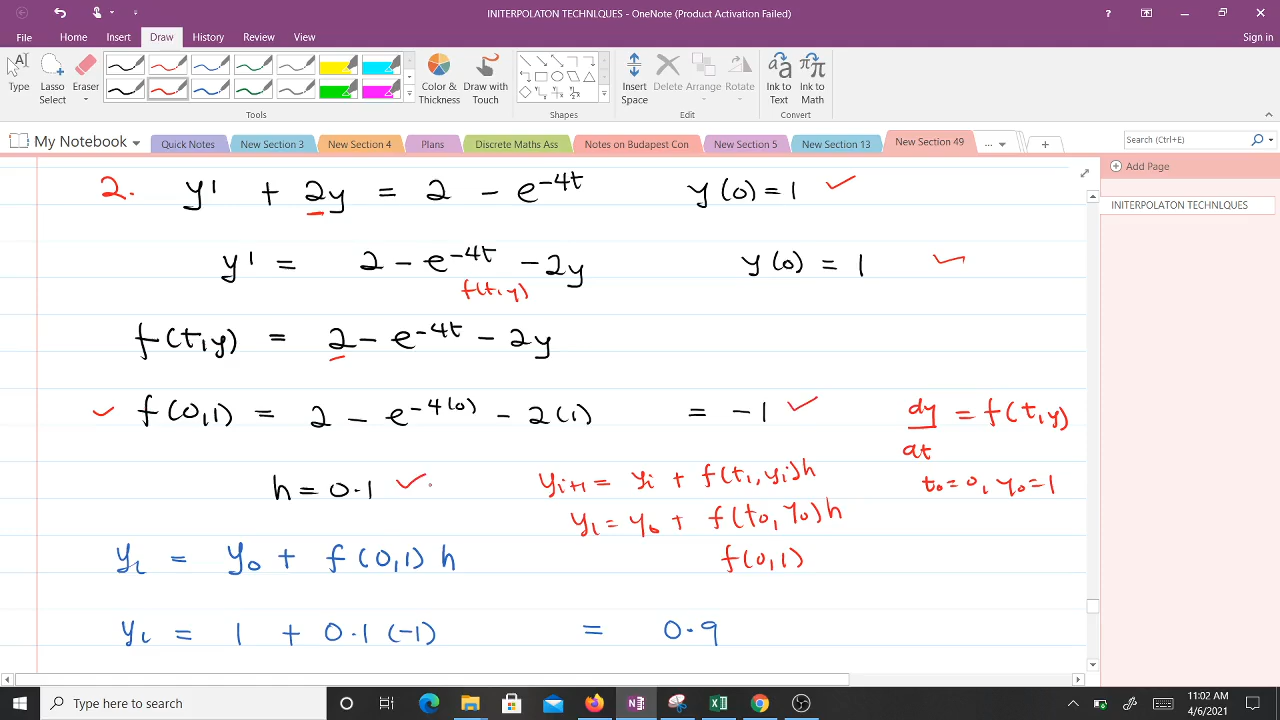 INITERPOLATON TECHNLQUES - OneNote (Product Activation Failed)
File Home Insert Draw History Review View
Sign in
Type
Lasso Select
Eraser
Color & Thickness
Draw with Touch
Insert Space
Delete
Arrange
Rotate
Ink to Text
Ink to Math
Tools
Shapes
Edit
Convert
My Notebook Quick Notes New Section 3 New Section 4 Plans Discrete Maths Ass Notes on Budapest Con New Section 5 New Section 13 New Section 49 ...
Search (Ctrl+E)
Add Page
INITERPOLATON TECHNLQUES
2. y' + 2y = 2 - e^-4t y(0)=1 ✓
y' = 2 - e^-4t - 2y y(0) = 1
f(t,y)
f(t,y) = 2 - e^-4t - 2y
✓ f(0,1) = 2 - e^-4(0) - 2(1) = -1 ✓
dy/dt = f(t,y)
t₀=0, y₀=1
h = 0.1 ✓
yᵢ₊₁ = yᵢ + f(tᵢ,yᵢ)h
y₁ = y₀ + f(t₀,y₀)h
f(0,1)
y₁ = y₀ + f(0,1) h
y₁ = 1 + 0.1(-1) = 0.9
Type here to search
11:02 AM
4/6/2021